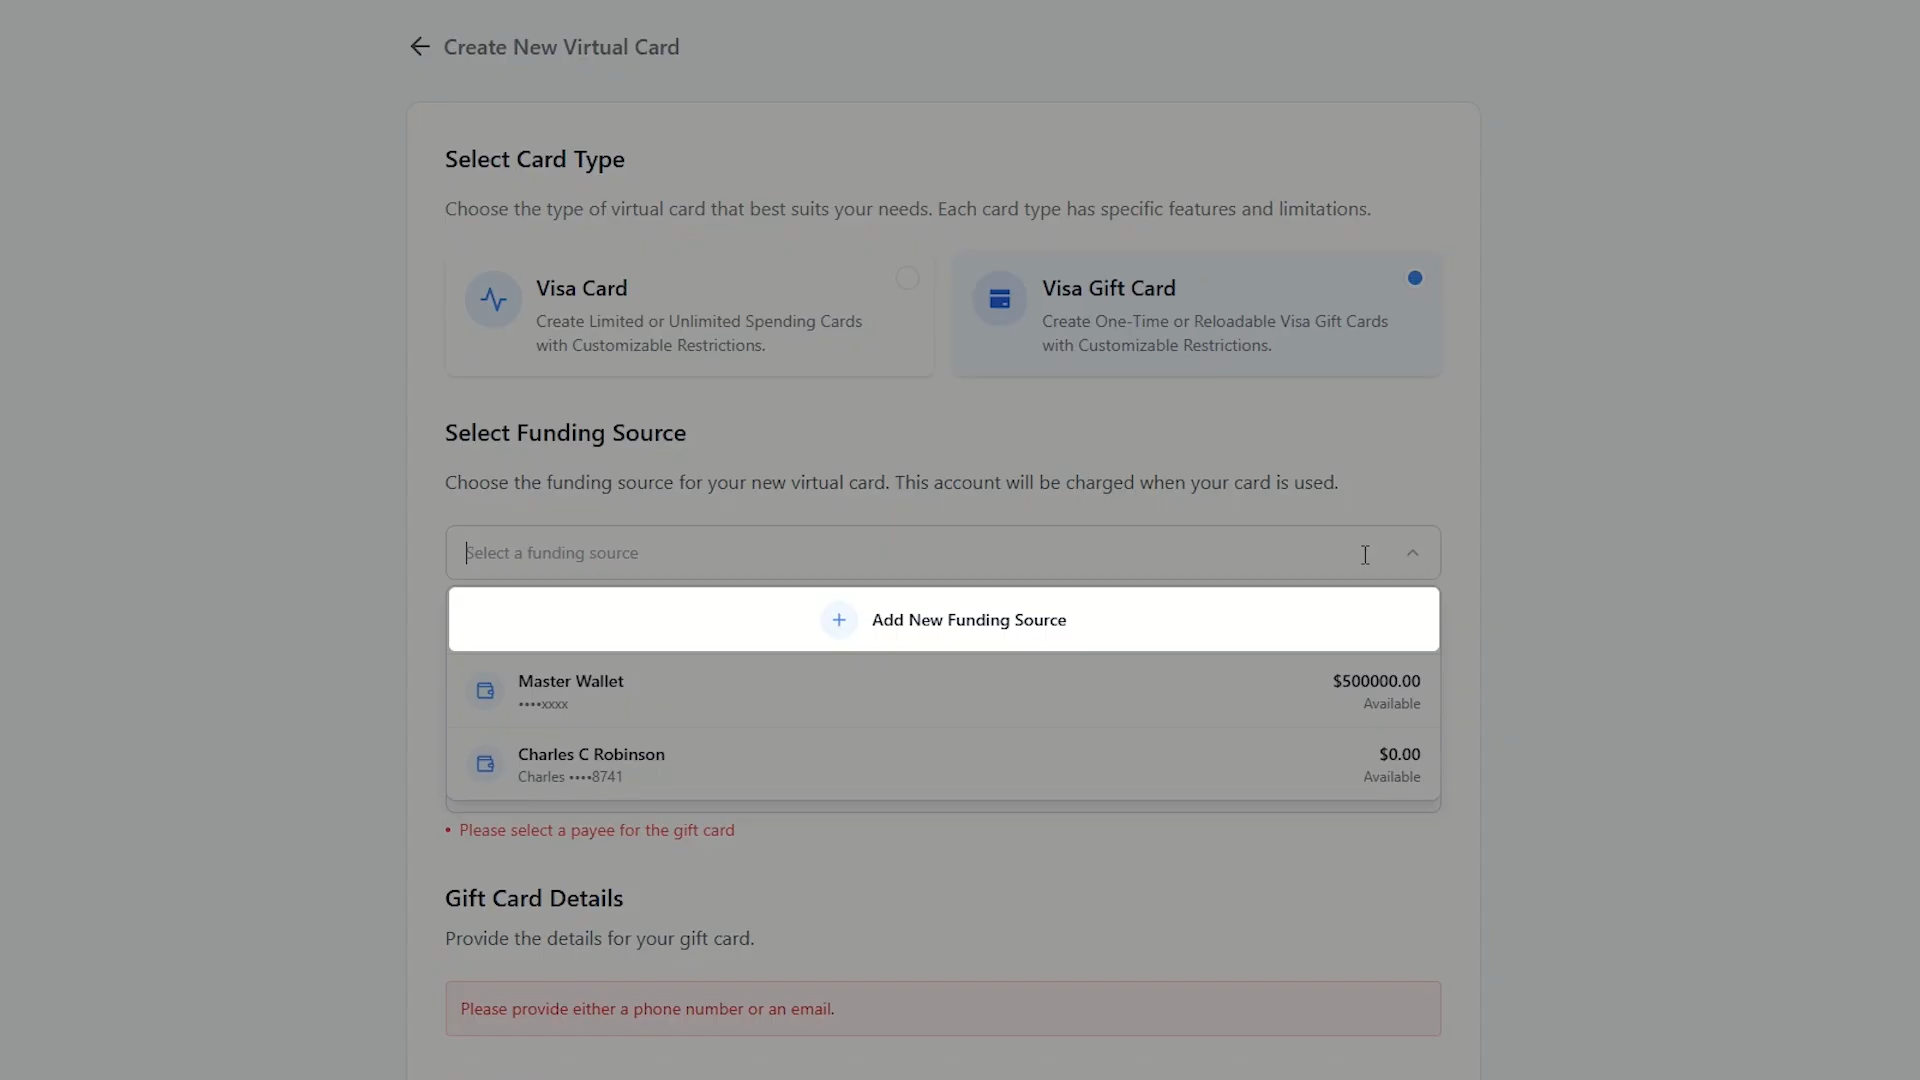 Create New Virtual Card
Select Card Type
Choose the type of virtual card that best suits your needs. Each card type has specific features and limitations.
Visa Card
Create Limited or Unlimited Spending Cards
with Customizable Restrictions.
Visa Gift Card
Create One-Time or Reloadable Visa Gift Cards
with Customizable Restrictions.
Select Funding Source
Choose the funding source for your new virtual card. This account will be charged when your card is used.
Select a funding source
Add New Funding Source
Master Wallet
••••xxxx
$500000.00
Available
Charles C Robinson
Charles ••••8741
$0.00
Available
• Please select a payee for the gift card
Gift Card Details
Provide the details for your gift card.
Please provide either a phone number or an email.